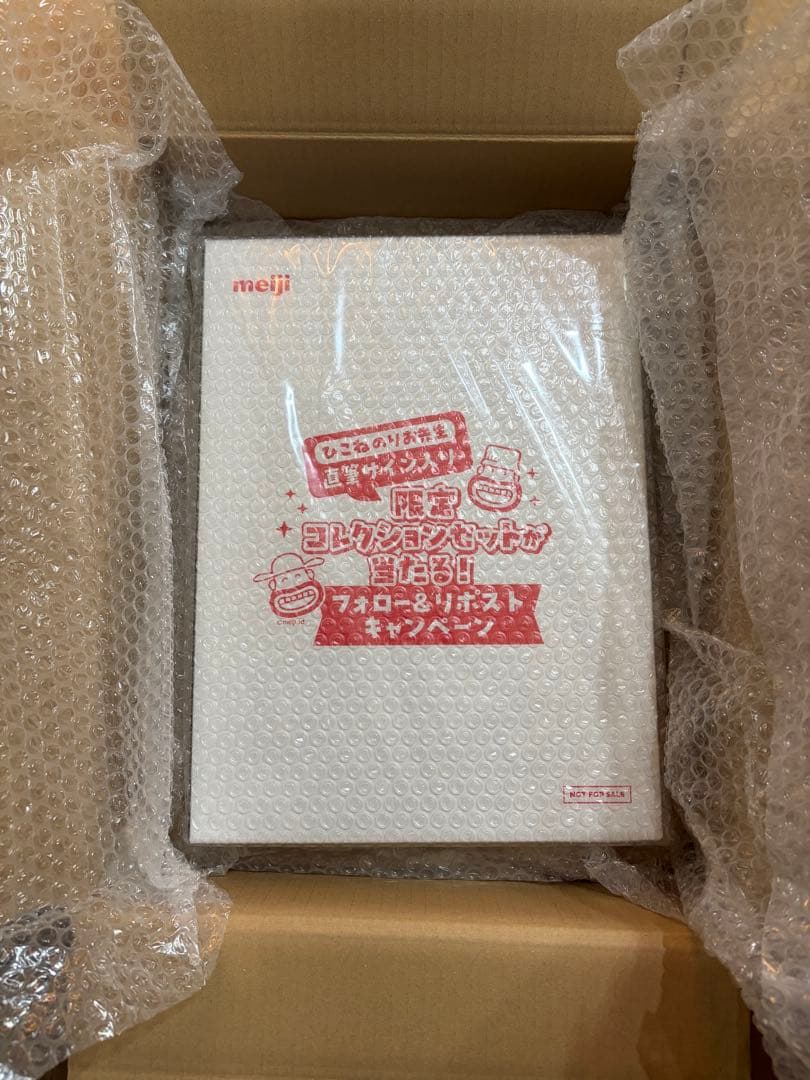 meiji
ひこねのりお先生
直筆サイン入り
限定
コレクションセットが
当たる!
フォロー&リポスト
キャンペーン
©meiji.id
NOT FOR SALE